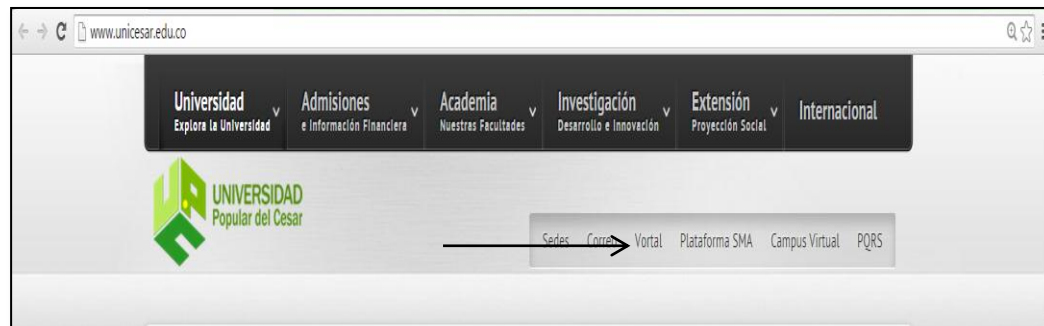 www.unicesar.edu.co
Universidad Admisiones Academia Investigación Extensión Internacional
Explora la Universidad e Información Financiera Nuestras Facultades Desarrollo e Innovación Proyección Social
UNIVERSIDAD
Popular del Cesar
Sedes Correo Vortal Plataforma SMA Campus Virtual PQRS